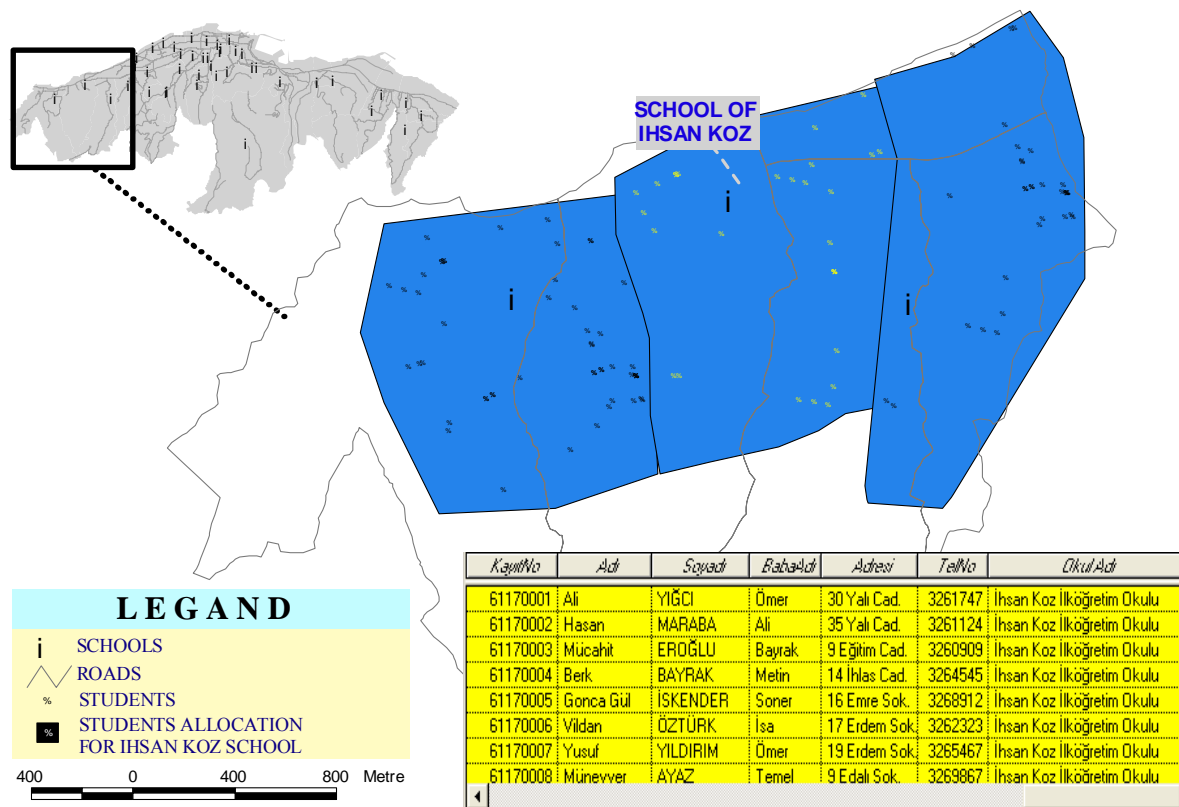 SCHOOL OF
IHSAN KOZ
LEGAND
SCHOOLS
ROADS
STUDENTS
STUDENTS ALLOCATION
FOR IHSAN KOZ SCHOOL
400 0 400 800 Metre
KayıtNo Adı Soyadı BabaAdı Adresi TelNo Okul Adı
61170001 Ali YIĞCI Ömer 30 Yalı Cad. 3261747 İhsan Koz İlköğretim Okulu
61170002 Hasan MARABA Ali 35 Yalı Cad. 3261124 İhsan Koz İlköğretim Okulu
61170003 Mücahit EROĞLU Bayrak 9 Eğitim Cad. 3260909 İhsan Koz İlköğretim Okulu
61170004 Berk BAYRAK Metin 14 İhlas Cad. 3264545 İhsan Koz İlköğretim Okulu
61170005 Gonca Gül İSKENDER Soner 16 Emre Sok. 3268912 İhsan Koz İlköğretim Okulu
61170006 Vildan ÖZTÜRK İsa 17 Erdem Sok. 3262323 İhsan Koz İlköğretim Okulu
61170007 Yusuf YILDIRIM Ömer 19 Erdem Sok. 3265467 İhsan Koz İlköğretim Okulu
61170008 Münevver AYAZ Temel 9 Edalı Sok. 3269867 İhsan Koz İlköğretim Okulu